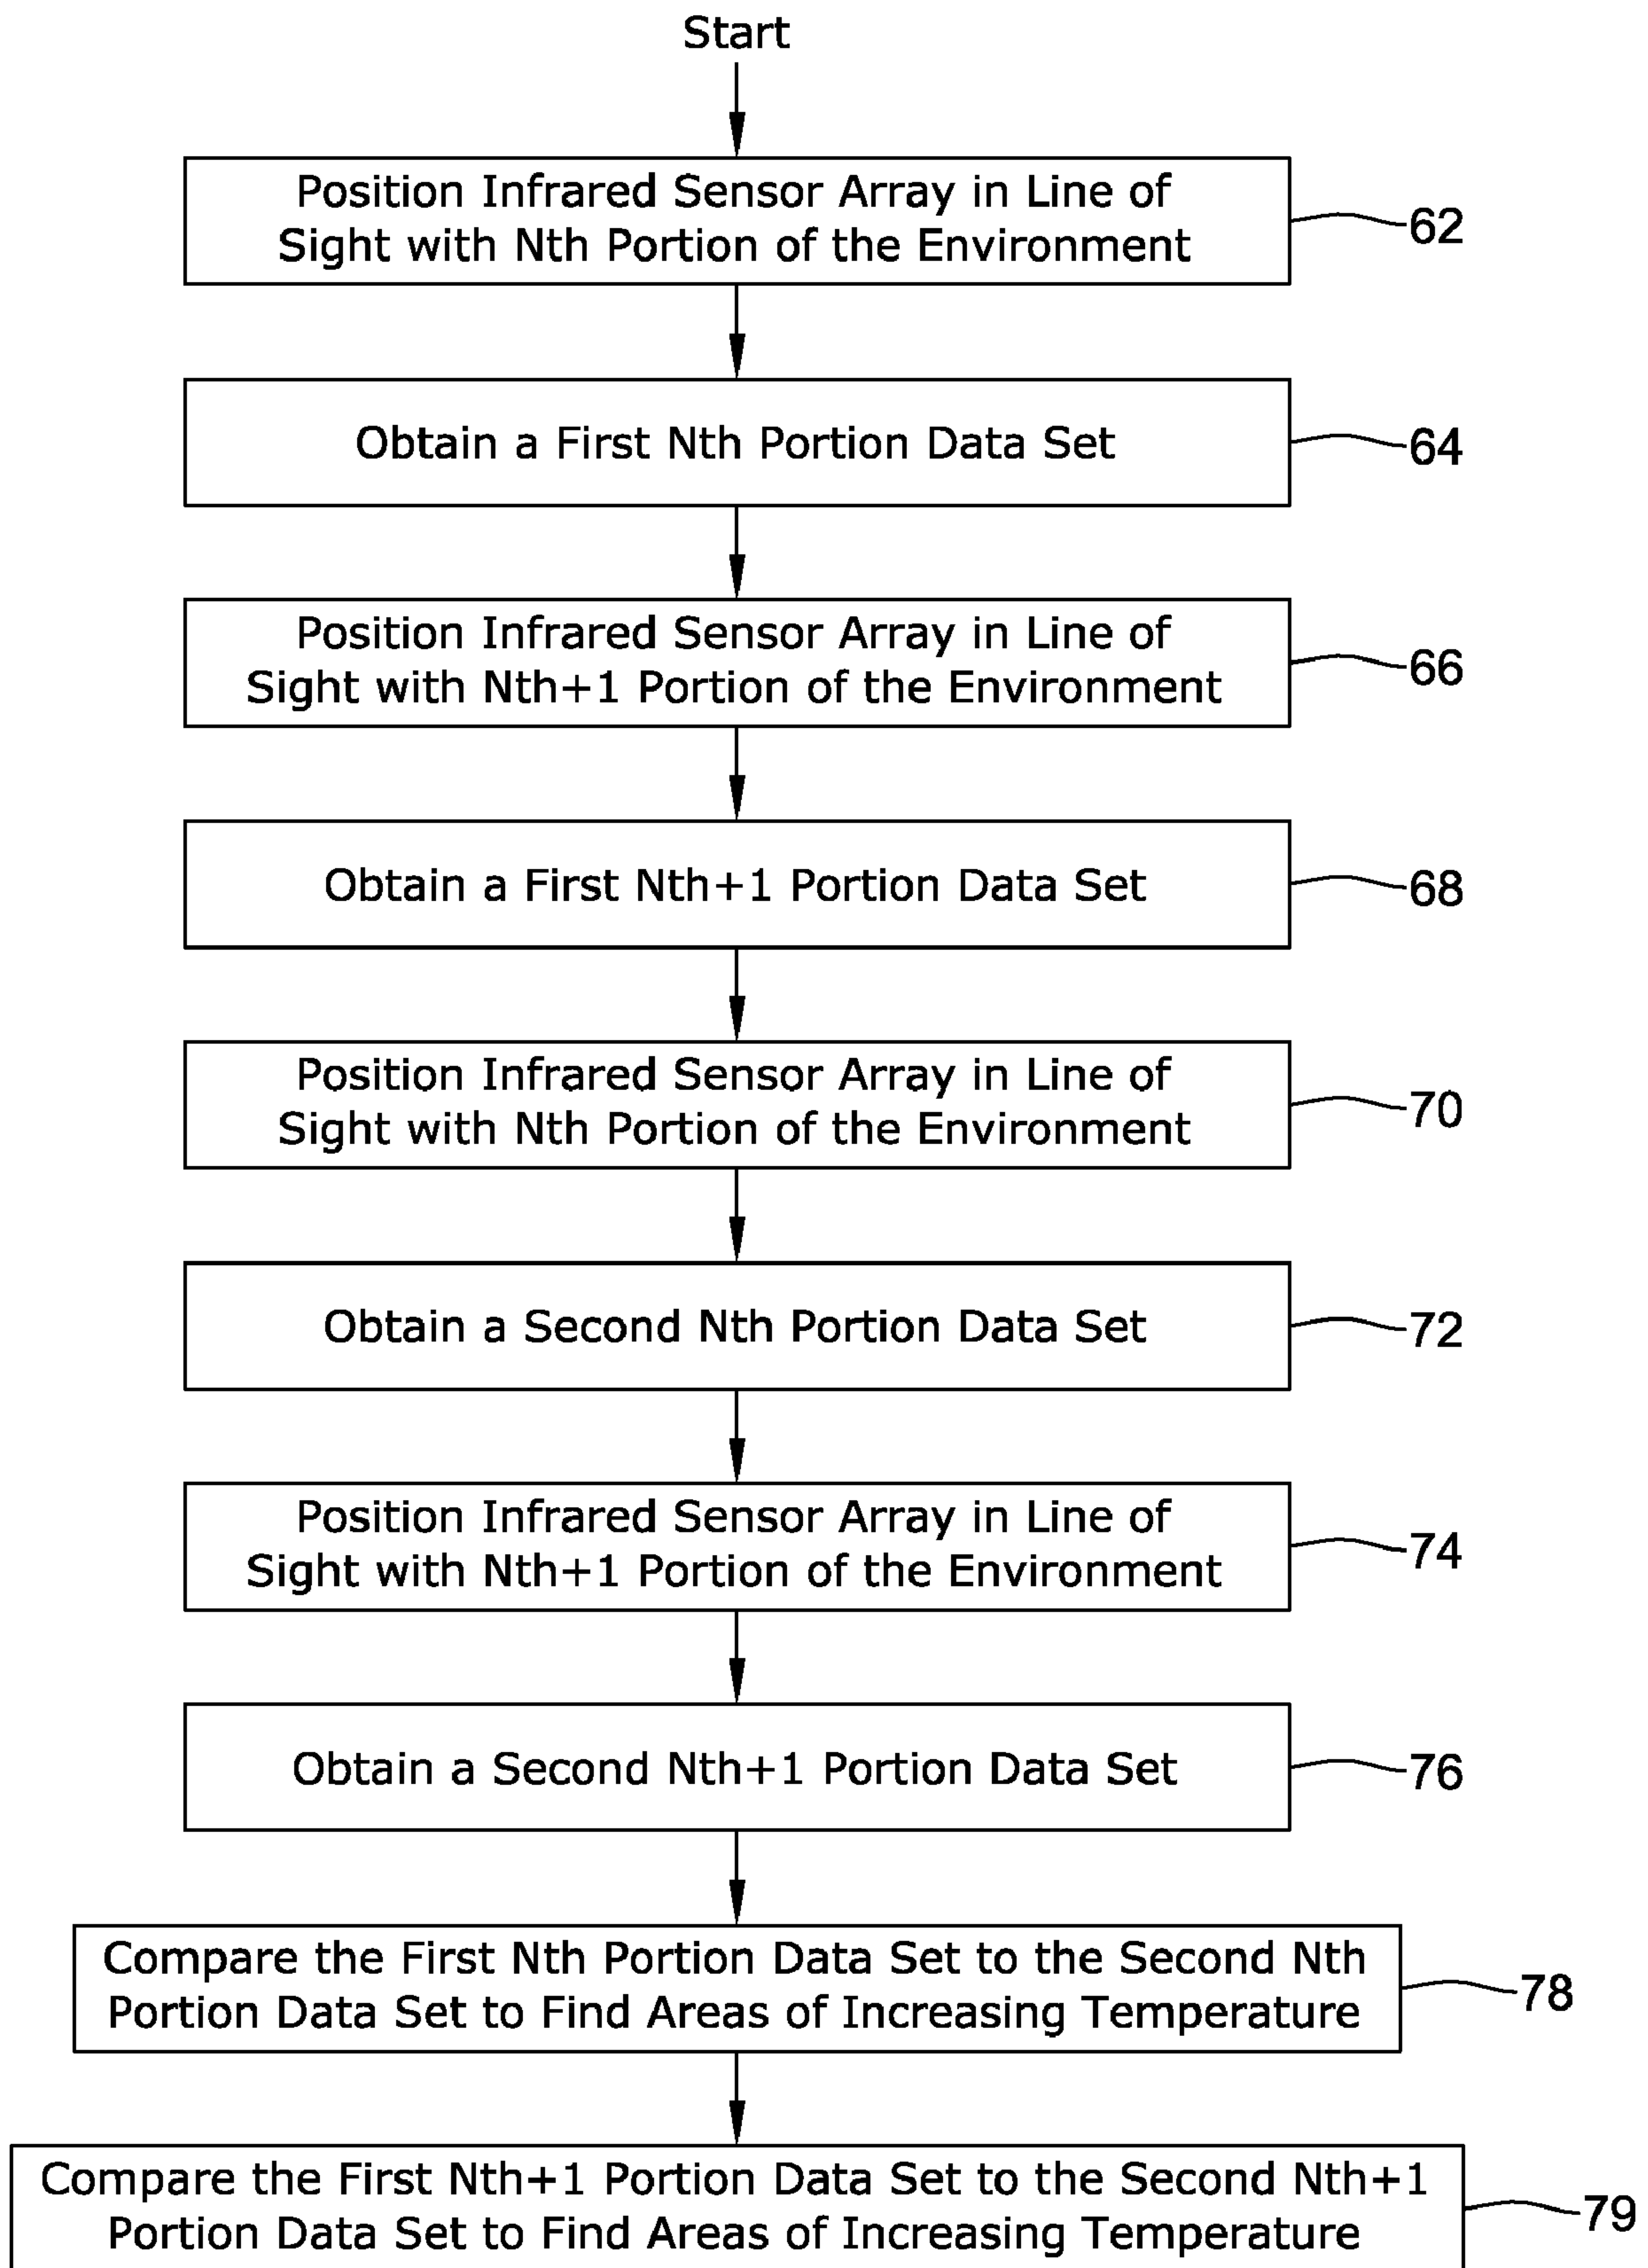 Start
Position Infrared Sensor Array in Line of
Sight with Nth Portion of the Environment
62
Obtain a First Nth Portion Data Set
64
Position Infrared Sensor Array in Line of
Sight with Nth+1 Portion of the Environment
66
Obtain a First Nth+1 Portion Data Set
68
Position Infrared Sensor Array in Line of
Sight with Nth Portion of the Environment
70
Obtain a Second Nth Portion Data Set
72
Position Infrared Sensor Array in Line of
Sight with Nth+1 Portion of the Environment
74
Obtain a Second Nth+1 Portion Data Set
76
Compare the First Nth Portion Data Set to the Second Nth
Portion Data Set to Find Areas of Increasing Temperature
78
Compare the First Nth+1 Portion Data Set to the Second Nth+1
Portion Data Set to Find Areas of Increasing Temperature
79